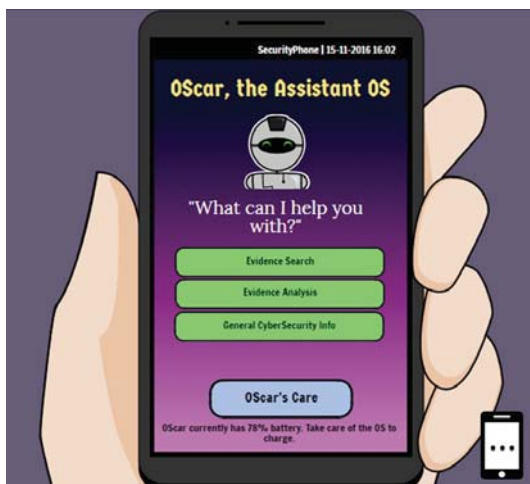 SecurityPhone | 15-11-2016 16:02
OScar, the Assistant OS
"What can I help you
with?"
Evidence Search
Evidence Analysis
General CyberSecurity Info
OScar's Care
OScar currently has 78% battery. Take care of the OS to
charge.